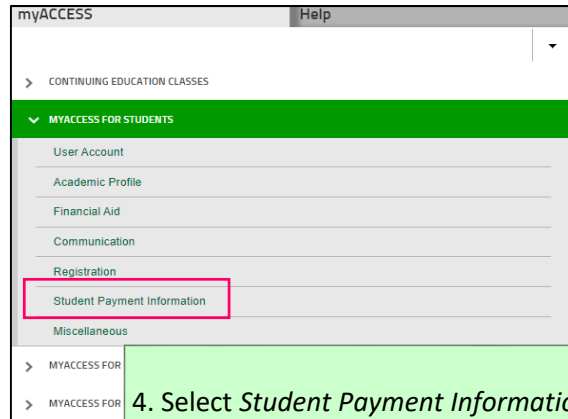 myACCESS Help
CONTINUING EDUCATION CLASSES
MYACCESS FOR STUDENTS
User Account
Academic Profile
Financial Aid
Communication
Registration
Student Payment Information
Miscellaneous
MYACCESS FOR
MYACCESS FOR
4. Select Student Payment Informatio